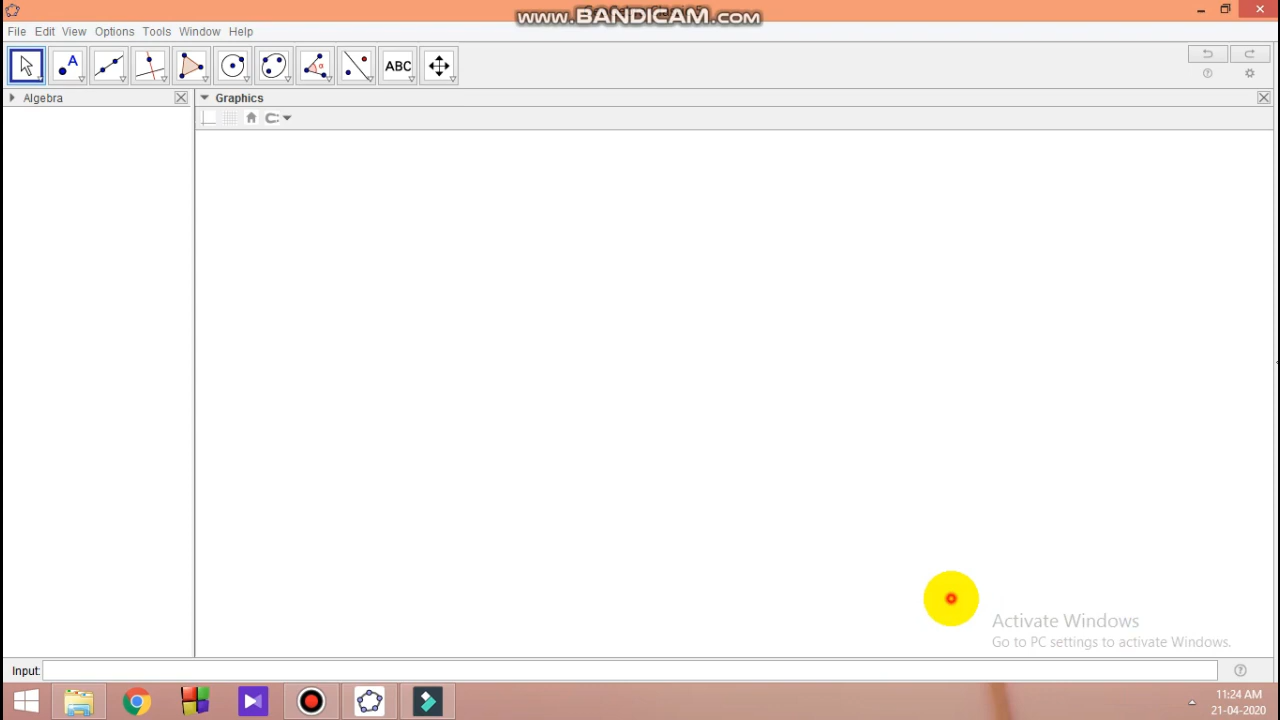 www.BANDICAM.com
File Edit View Options Tools Window Help
A
ABC
Algebra
Graphics
Activate Windows
Go to PC settings to activate Windows.
Input:
11:24 AM
21-04-2020